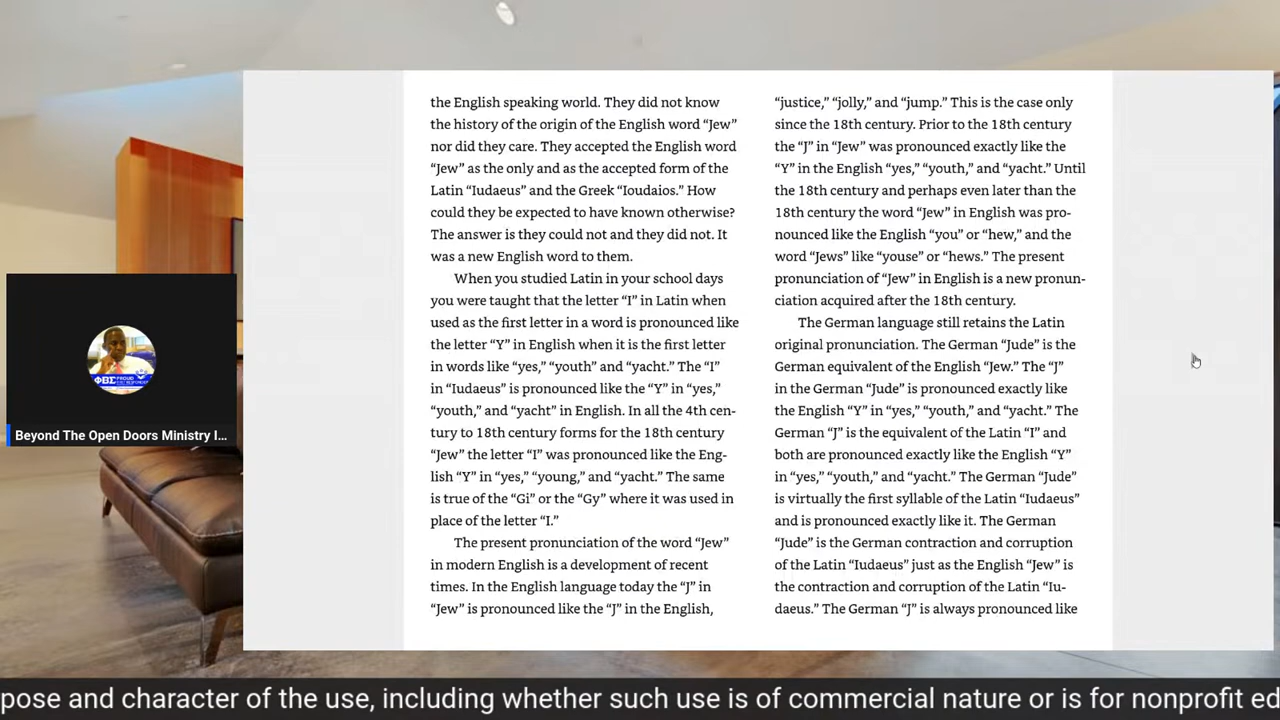 the English speaking world. They did not know
the history of the origin of the English word “Jew”
nor did they care. They accepted the English word
“Jew” as the only and as the accepted form of the
Latin “Iudaeus” and the Greek “Ioudaios.” How
could they be expected to have known otherwise?
The answer is they could not and they did not. It
was a new English word to them.
When you studied Latin in your school days
you were taught that the letter “I” in Latin when
used as the first letter in a word is pronounced like
the letter “Y” in English when it is the first letter
in words like “yes,” “youth” and “yacht.” The “I”
in “Iudaeus” is pronounced like the “Y” in “yes,”
“youth,” and “yacht” in English. In all the 4th cen-
tury to 18th century forms for the 18th century
“Jew” the letter “I” was pronounced like the Eng-
lish “Y” in “yes,” “young,” and “yacht.” The same
is true of the “Gi” or the “Gy” where it was used in
place of the letter “I.”
The present pronunciation of the word “Jew”
in modern English is a development of recent
times. In the English language today the “J” in
“Jew” is pronounced like the “J” in the English,
“justice,” “jolly,” and “jump.” This is the case only
since the 18th century. Prior to the 18th century
the “J” in “Jew” was pronounced exactly like the
“Y” in the English “yes,” “youth,” and “yacht.” Until
the 18th century and perhaps even later than the
18th century the word “Jew” in English was pro-
nounced like the English “you” or “hew,” and the
word “Jews” like “youse” or “hews.” The present
pronunciation of “Jew” in English is a new pronun-
ciation acquired after the 18th century.
The German language still retains the Latin
original pronunciation. The German “Jude” is the
German equivalent of the English “Jew.” The “J”
in the German “Jude” is pronounced exactly like
the English “Y” in “yes,” “youth,” and “yacht.” The
German “J” is the equivalent of the Latin “I” and
both are pronounced exactly like the English “Y”
in “yes,” “youth,” and “yacht.” The German “Jude”
is virtually the first syllable of the Latin “Iudaeus”
and is pronounced exactly like it. The German
“Jude” is the German contraction and corruption
of the Latin “Iudaeus” just as the English “Jew” is
the contraction and corruption of the Latin “Iu-
daeus.” The German “J” is always pronounced like
ΦΒΣ PROUD
Beyond The Open Doors Ministry I...
pose and character of the use, including whether such use is of commercial nature or is for nonprofit ed